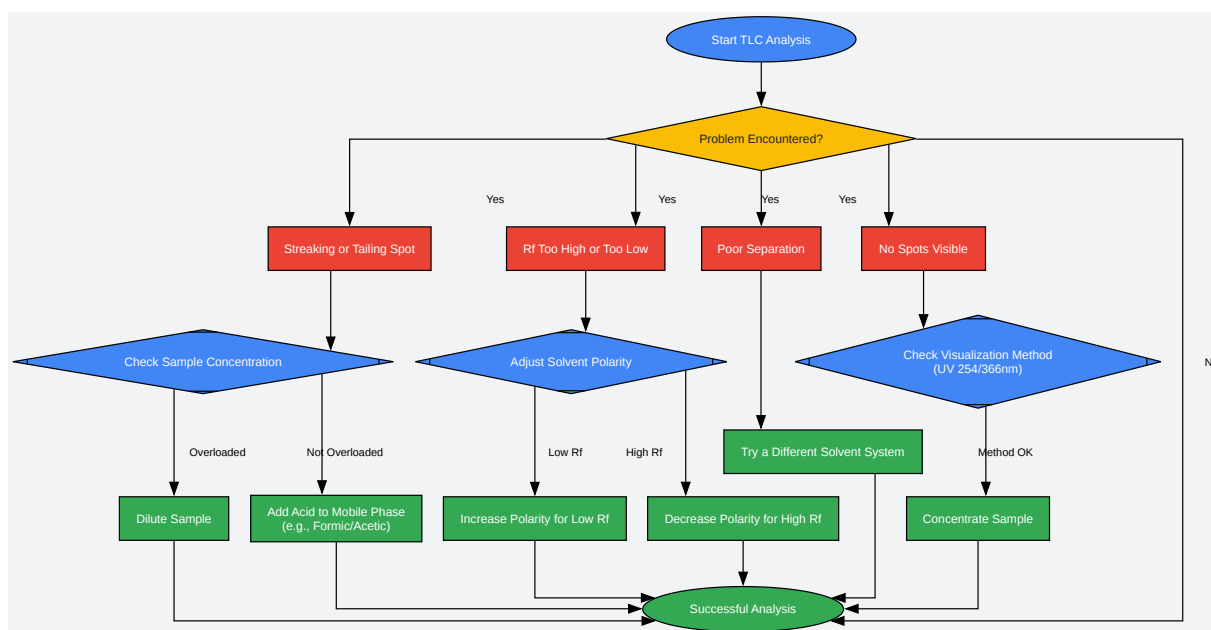 Start TLC Analysis
Problem Encountered?
Yes
Yes
Yes
Yes
Streaking or Tailing Spot
Rf Too High or Too Low
Poor Separation
No Spots Visible
Check Sample Concentration
Adjust Solvent Polarity
Check Visualization Method
(UV 254/366nm)
N
Overloaded
Not Overloaded
Low Rf
High Rf
Try a Different Solvent System
Method OK
Dilute Sample
Add Acid to Mobile Phase
(e.g., Formic/Acetic)
Increase Polarity for Low Rf
Decrease Polarity for High Rf
Concentrate Sample
Successful Analysis